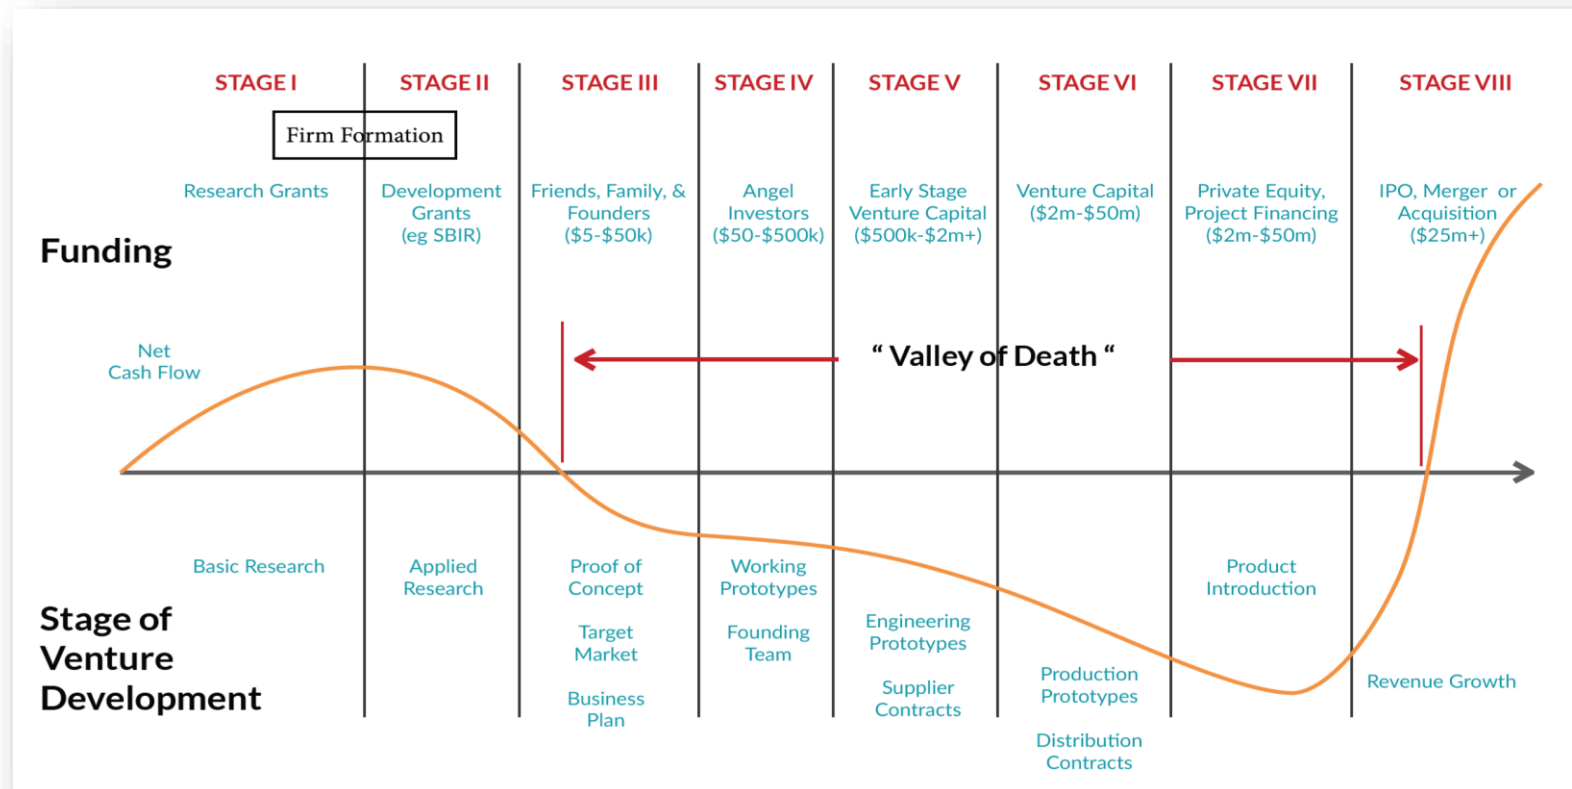 STAGE I
STAGE II
STAGE III
STAGE IV
STAGE V
STAGE VI
STAGE VII
STAGE VIII
Firm Formation
Funding
Research Grants
Development
Grants
(eg SBIR)
Friends, Family, &
Founders
($5-$50k)
Angel
Investors
($50-$500k)
Early Stage
Venture Capital
($500k-$2m+)
Venture Capital
($2m-$50m)
Private Equity,
Project Financing
($2m-$50m)
IPO, Merger or
Acquisition
($25m+)
Net
Cash Flow
“ Valley of Death “
Stage of
Venture
Development
Basic Research
Applied
Research
Proof of
Concept
Target
Market
Business
Plan
Working
Prototypes
Founding
Team
Engineering
Prototypes
Supplier
Contracts
Production
Prototypes
Distribution
Contracts
Product
Introduction
Revenue Growth